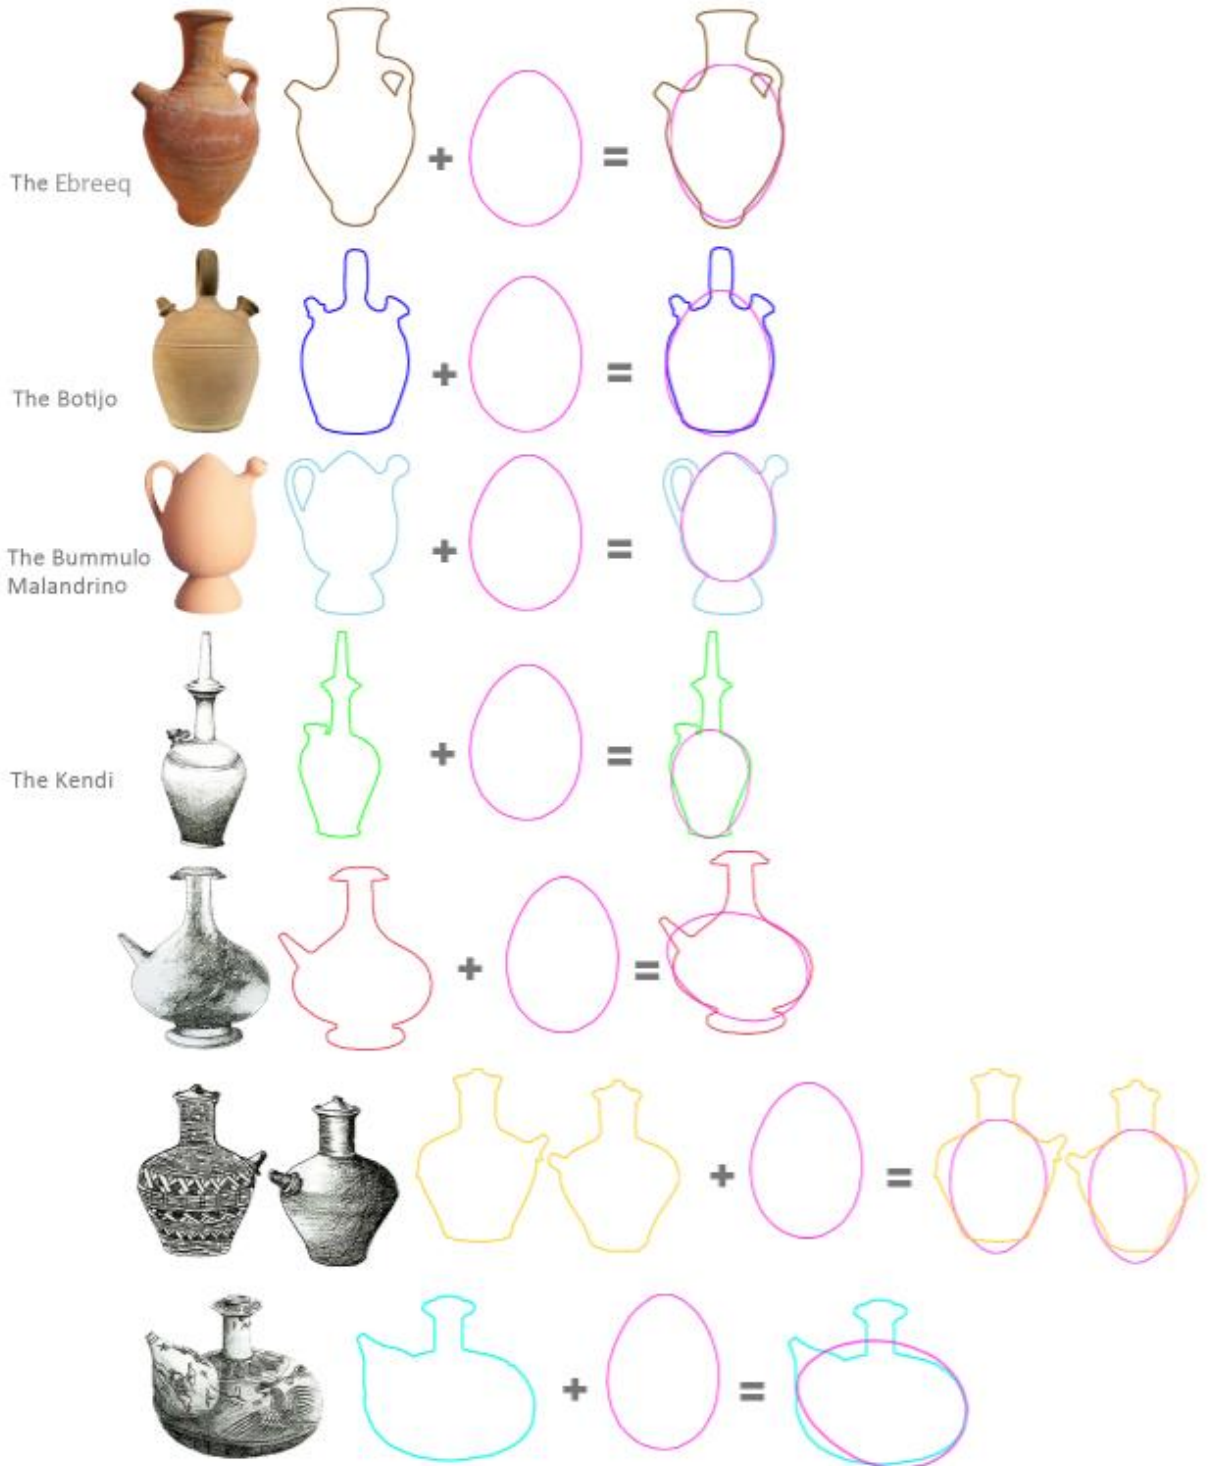 The Ebreeq
+
=
The Botijo
+
=
The Bummulo
Malandrino
+
=
The Kendi
+
=
+
=
+
=
+
=